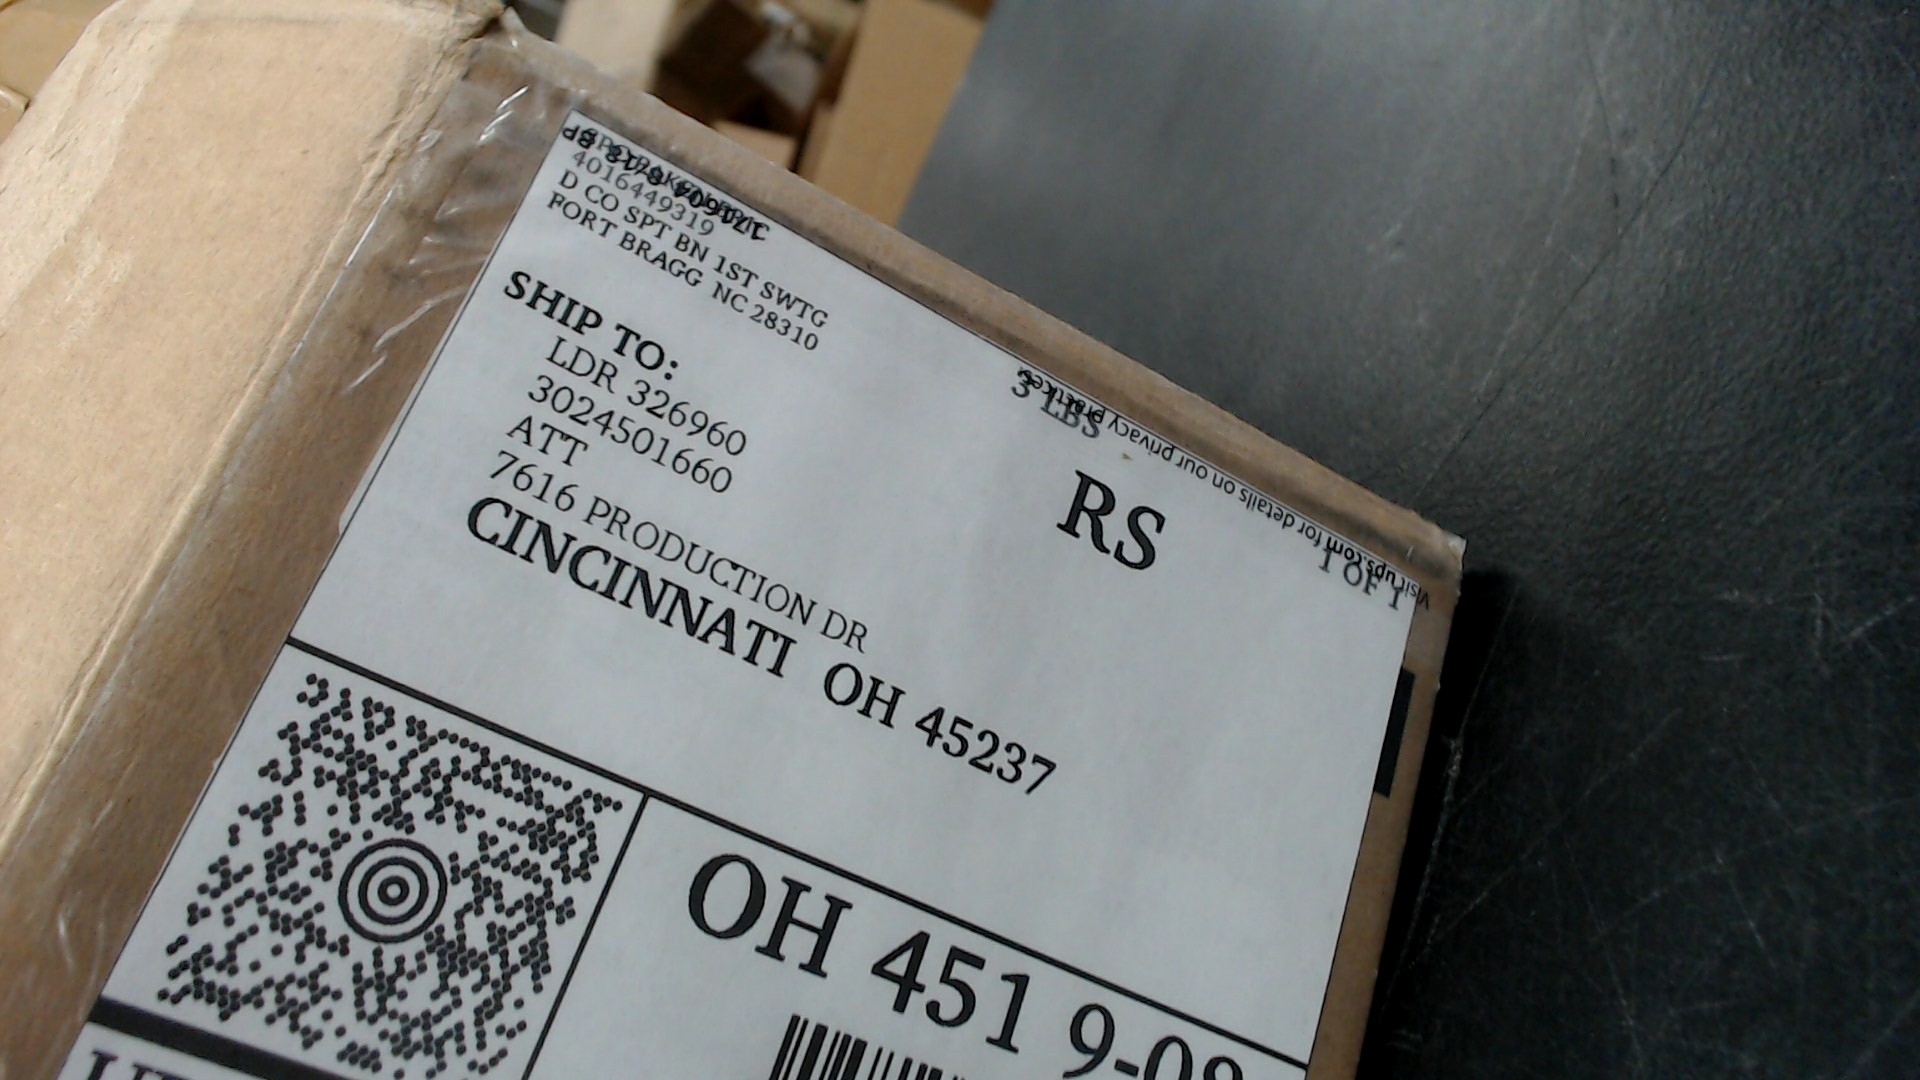 4016449319
D CO SPT BN 1ST SWTG
FORT BRAGG NC 28310
3 LBS
1 OF 1
SHIP TO:
LDR 326960
3024501660
ATT
7616 PRODUCTION DR
CINCINNATI OH 45237
RS
visit ups.com for details on our privacy practices
OH 451 9-08